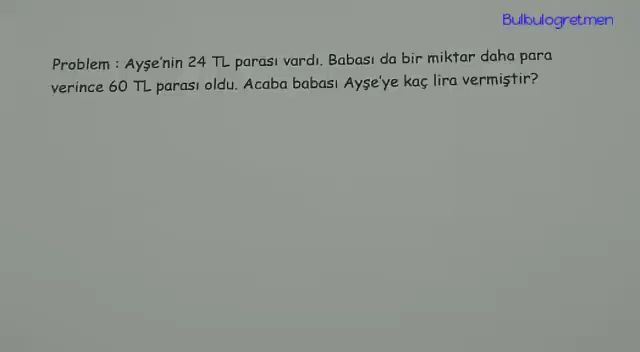 Bulbulogretmen
Problem : Ayşe'nin 24 TL parası vardı. Babası da bir miktar daha para
verince 60 TL parası oldu. Acaba babası Ayşe'ye kaç lira vermiştir?